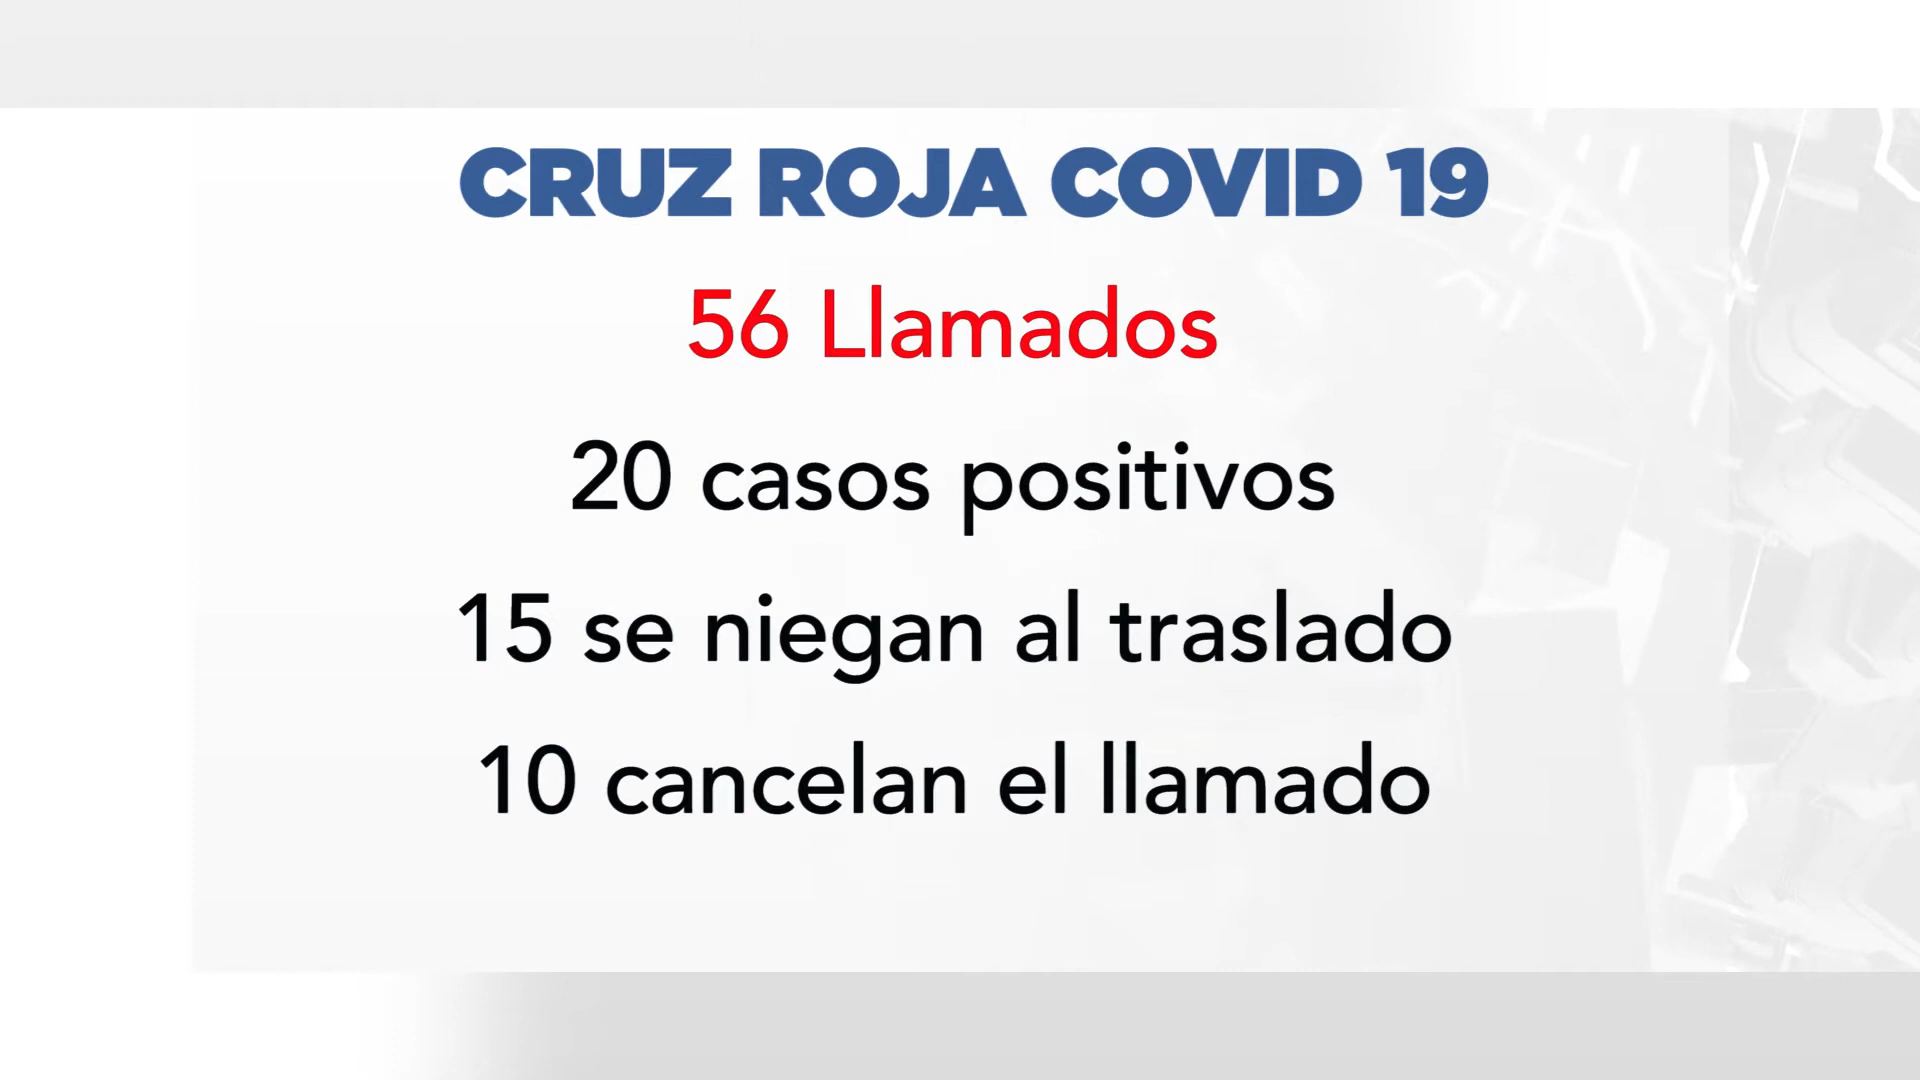 CRUZ ROJA COVID 19
56 Llamados
20 casos positivos
15 se niegan al traslado
10 cancelan el llamado